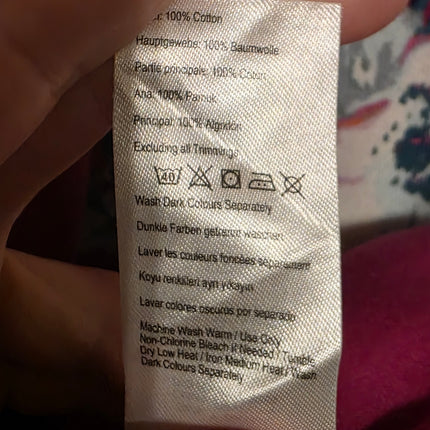 100% Cotton
Hauptgewebe: 100% Baumwolle
Partie principale: 100% Coton
Ana: 100% Pamuk
Principal: 100% Algodon
Excluding all Trimmings
40
Wash Dark Colours Separately
Dunkle Farben getrennt waschen
Laver les couleurs foncées séparement
Koyu renklileri ayrı yıkayın
Lavar colores oscuros por separado
Machine Wash Warm / Use Only
Non-Chlorine Bleach if Needed / Tumble
Dry Low Heat / Iron Medium Heat / Wash
Dark Colours Separately